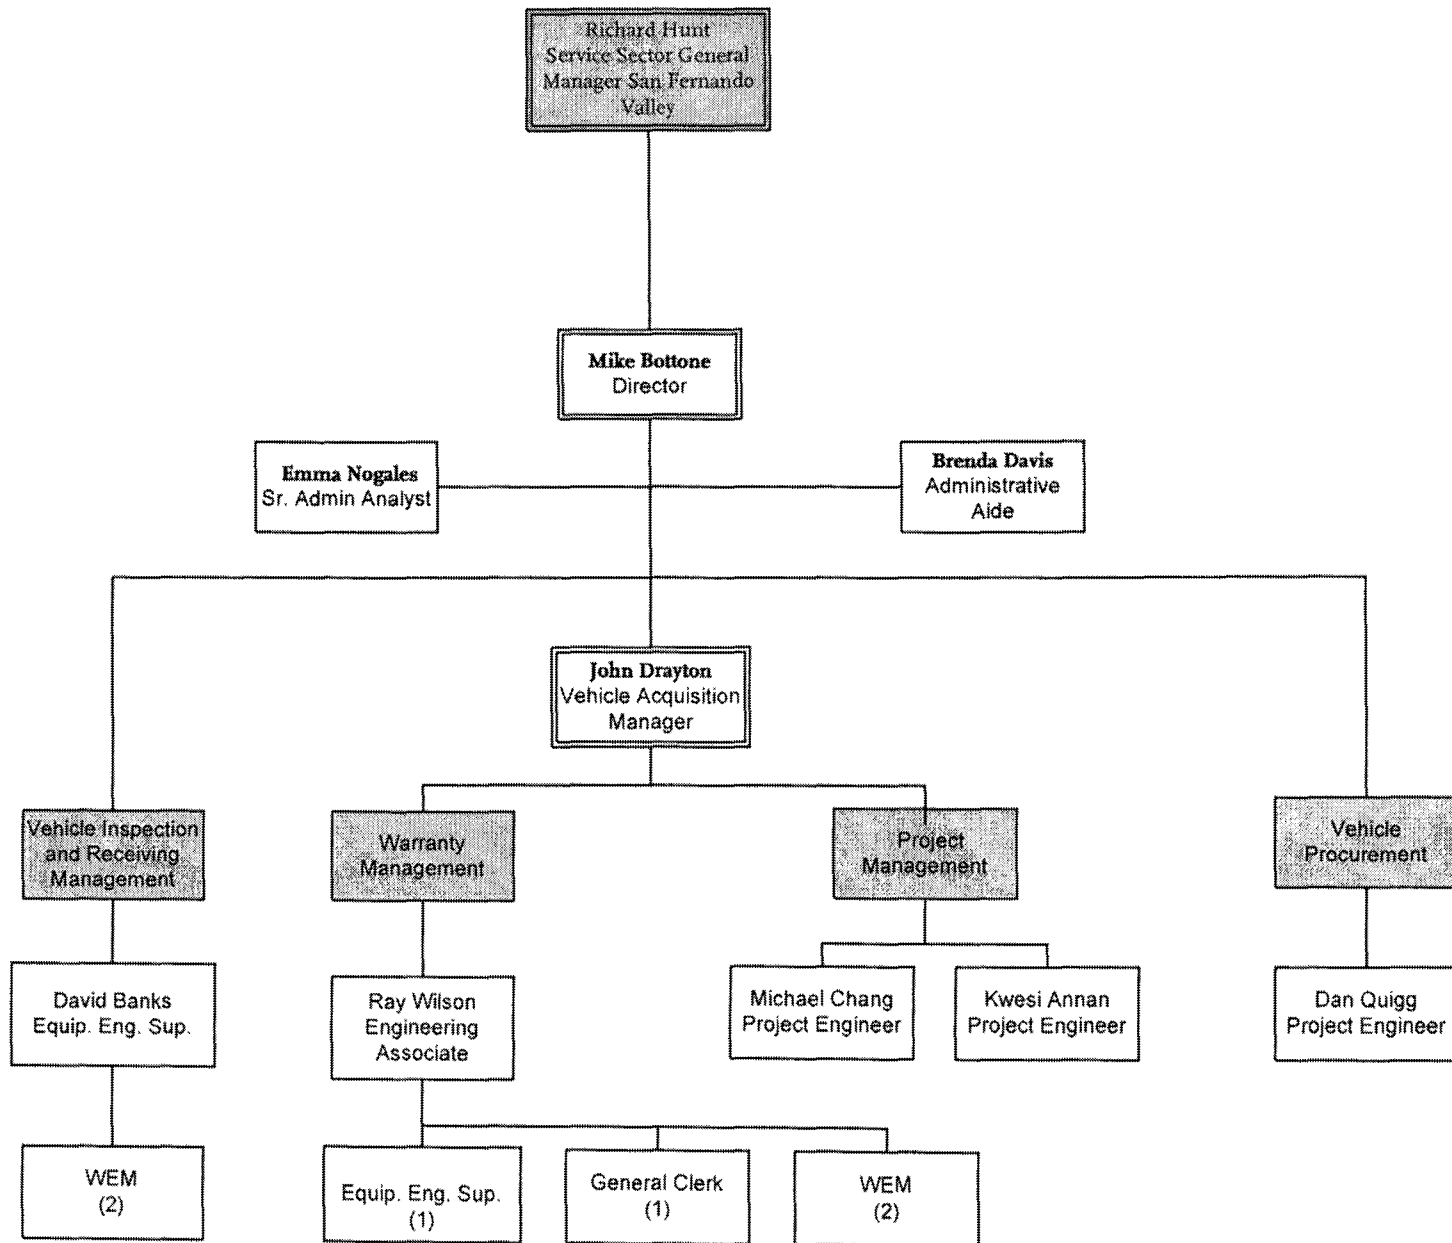 Richard Hunt
Service Sector General
Manager San Fernando
Valley
Mike Bottone
Director
Emma Nogales
Sr. Admin Analyst
Brenda Davis
Administrative
Aide
John Drayton
Vehicle Acquisition
Manager
Vehicle Inspection
and Receiving
Management
Warranty
Management
Project
Management
Vehicle
Procurement
David Banks
Equip. Eng. Sup.
Ray Wilson
Engineering
Associate
Michael Chang
Project Engineer
Kwesi Annan
Project Engineer
Dan Quigg
Project Engineer
WEM
(2)
Equip. Eng. Sup.
(1)
General Clerk
(1)
WEM
(2)